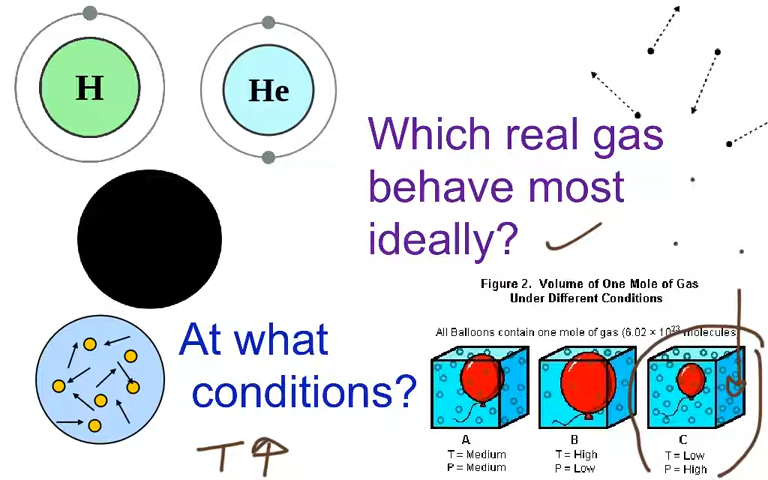 H
He
Which real gas
behave most
ideally?
Figure 2. Volume of One Mole of Gas
Under Different Conditions
All Balloons contain one mole of gas (6.02 × 10²³ molecules
At what
conditions?
T↑
A
T = Medium
P = Medium
B
T = High
P = Low
C
T = Low
P = High